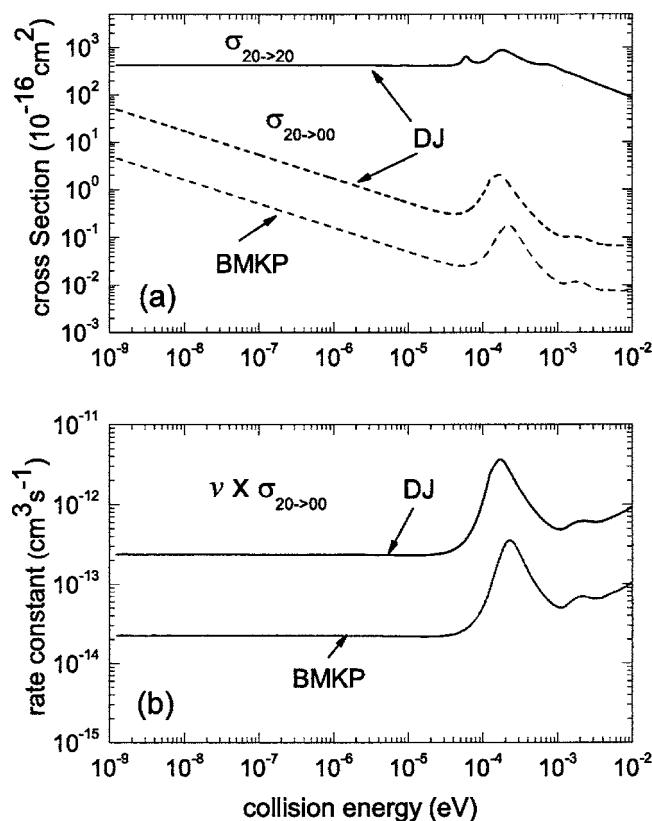 10³
10²
10¹
10⁰
10⁻¹
10⁻²
10⁻³
cross Section (10⁻¹⁶cm²)
σ₂₀₋>₂₀
DJ
σ₂₀₋>₀₀
BMKP
(a)
10⁻⁹ 10⁻⁸ 10⁻⁷ 10⁻⁶ 10⁻⁵ 10⁻⁴ 10⁻³ 10⁻²
10⁻¹¹
10⁻¹²
10⁻¹³
10⁻¹⁴
10⁻¹⁵
rate constant (cm³s⁻¹)
ν X σ₂₀₋>₀₀
DJ
BMKP
(b)
10⁻⁹ 10⁻⁸ 10⁻⁷ 10⁻⁶ 10⁻⁵ 10⁻⁴ 10⁻³ 10⁻²
collision energy (eV)